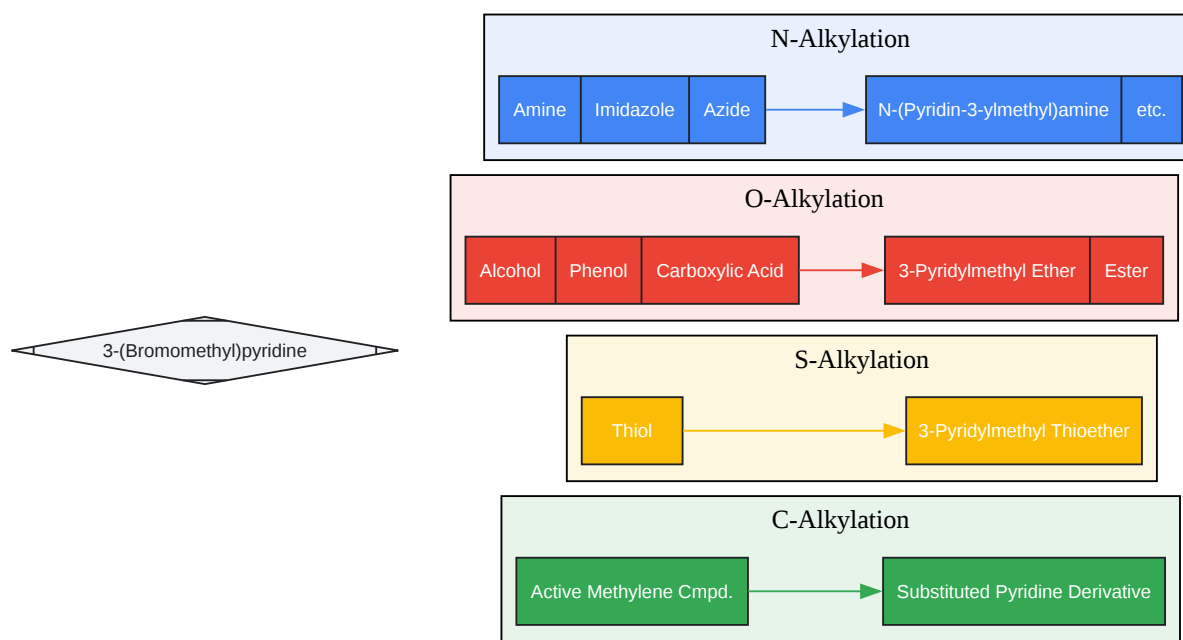 N-Alkylation
Amine Imidazole Azide N-(Pyridin-3-ylmethyl)amine etc.
O-Alkylation
Alcohol Phenol Carboxylic Acid 3-Pyridylmethyl Ether Ester
3-(Bromomethyl)pyridine
S-Alkylation
Thiol 3-Pyridylmethyl Thioether
C-Alkylation
Active Methylene Cmpd. Substituted Pyridine Derivative